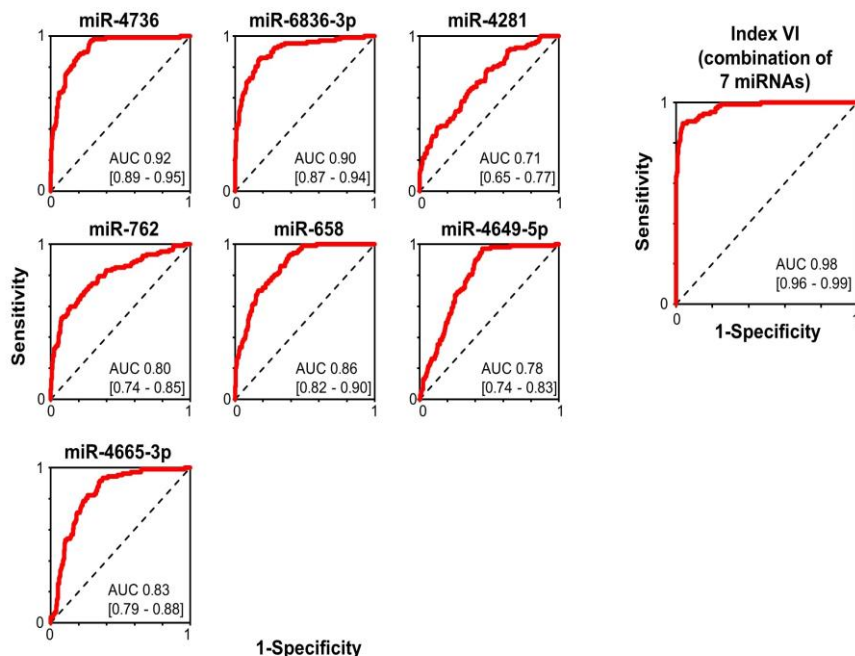 miR-4736
1
0
0
1
AUC 0.92
[0.89 - 0.95]
miR-6836-3p
1
0
0
1
AUC 0.90
[0.87 - 0.94]
miR-4281
1
0
0
1
AUC 0.71
[0.65 - 0.77]
miR-762
1
0
0
1
AUC 0.80
[0.74 - 0.85]
miR-658
1
0
0
1
AUC 0.86
[0.82 - 0.90]
miR-4649-5p
1
0
0
1
AUC 0.78
[0.74 - 0.83]
Sensitivity
miR-4665-3p
1
0
0
1
AUC 0.83
[0.79 - 0.88]
1-Specificity
Index VI
(combination of
7 miRNAs)
1
0
0
1
AUC 0.98
[0.96 - 0.99]
Sensitivity
1-Specificity